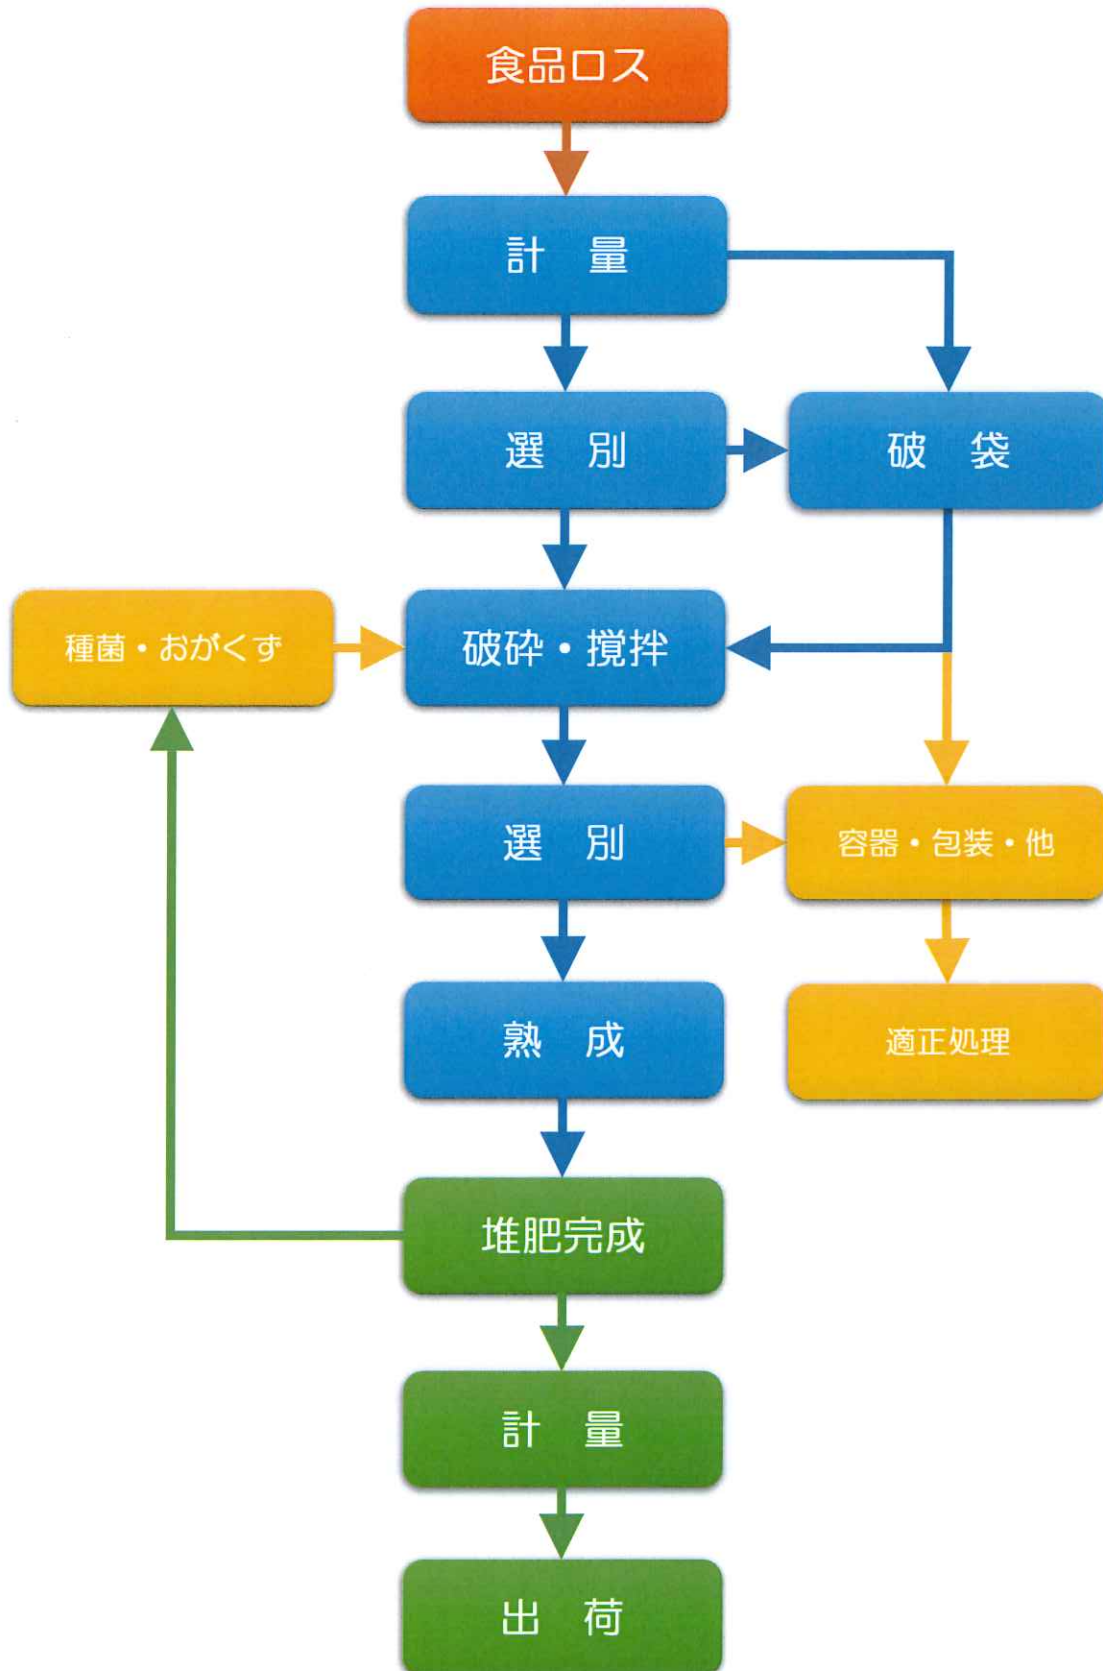 食品ロス
計 量
選 別
破 袋
種菌・おがくず
破砕・撹拌
選 別
容器・包装・他
熟 成
適正処理
堆肥完成
計 量
出 荷